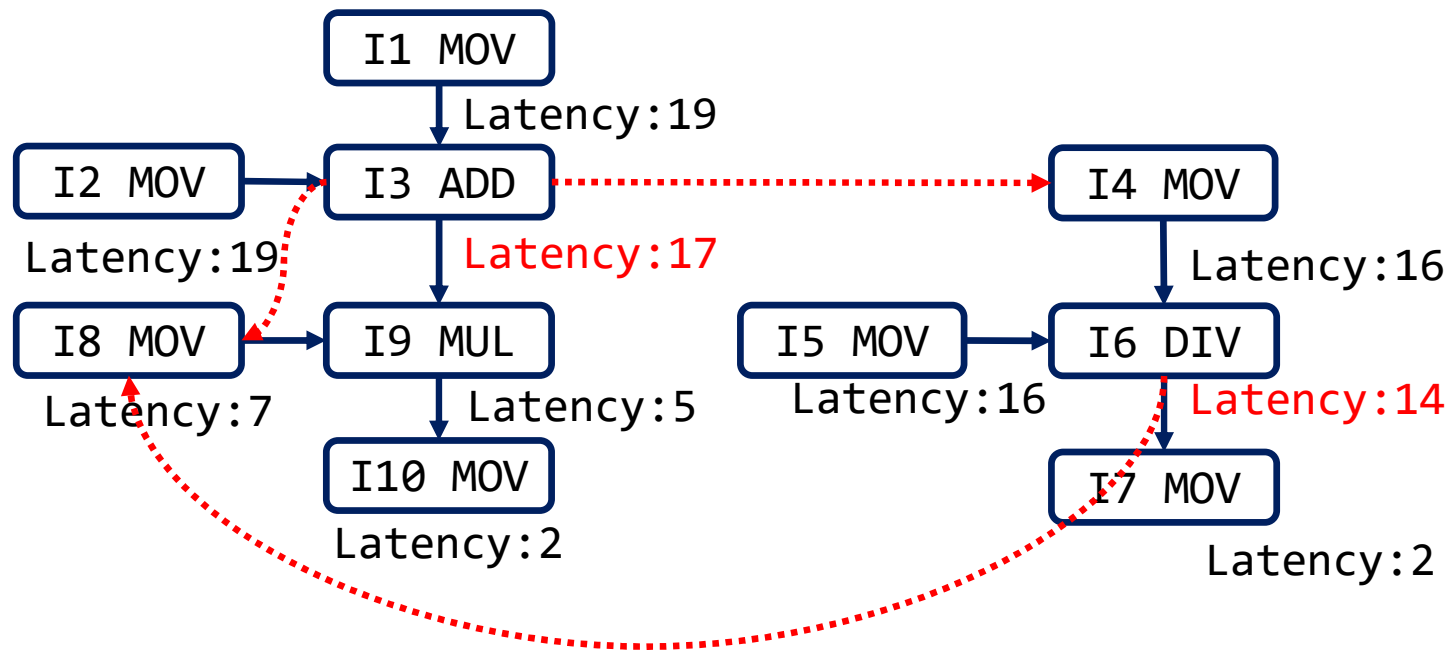 I1 MOV
Latency:19
I2 MOV
I3 ADD
I4 MOV
Latency:19
Latency:17
Latency:16
I8 MOV
I9 MUL
I5 MOV
I6 DIV
Latency:7
Latency:5
Latency:16
Latency:14
I10 MOV
I7 MOV
Latency:2
Latency:2